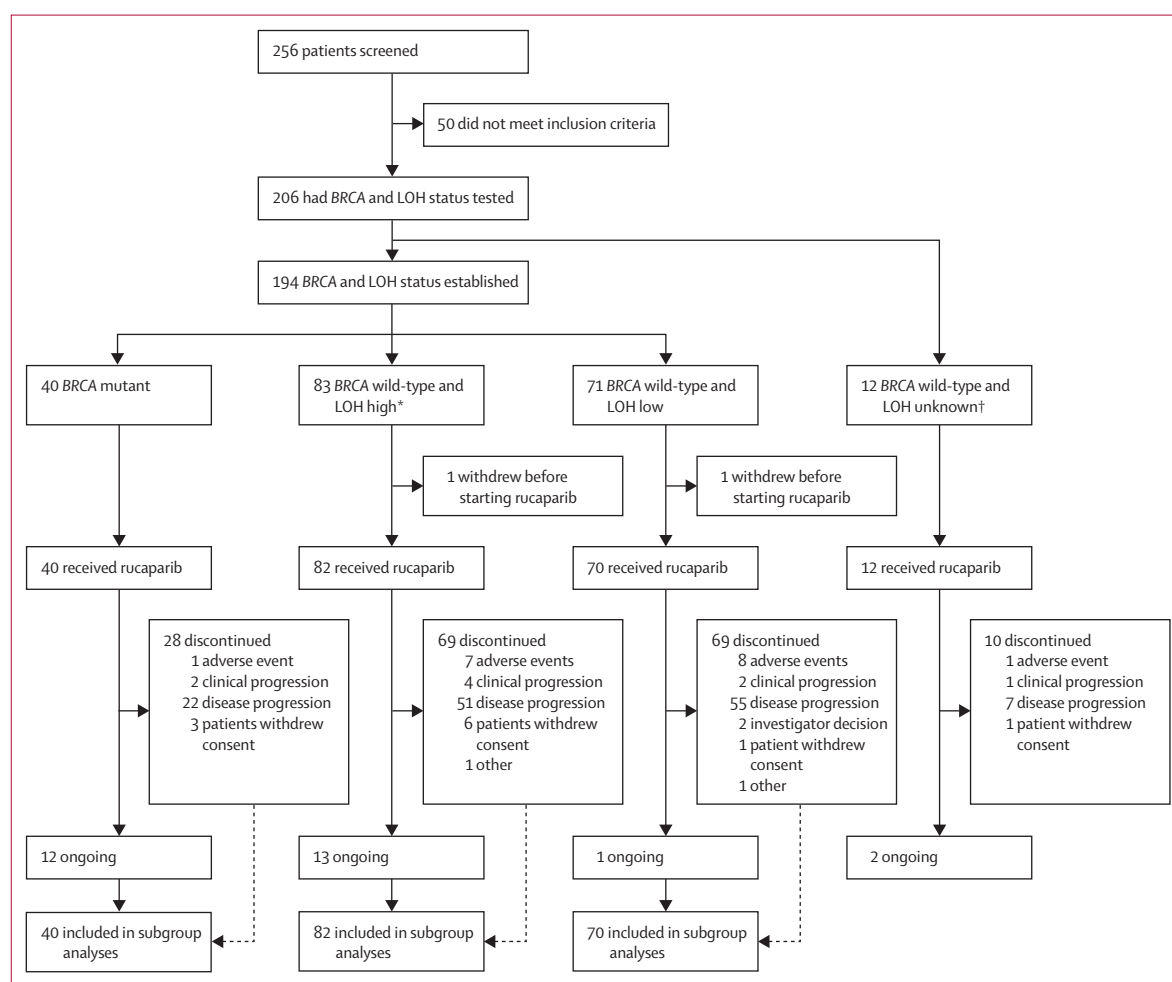 256 patients screened
50 did not meet inclusion criteria
206 had BRCA and LOH status tested
194 BRCA and LOH status established
40 BRCA mutant
83 BRCA wild-type and
LOH high*
71 BRCA wild-type and
LOH low
12 BRCA wild-type and
LOH unknown†
1 withdrew before
starting rucaparib
1 withdrew before
starting rucaparib
40 received rucaparib
82 received rucaparib
70 received rucaparib
12 received rucaparib
28 discontinued
1 adverse event
2 clinical progression
22 disease progression
3 patients withdrew
consent
69 discontinued
7 adverse events
4 clinical progression
51 disease progression
6 patients withdrew
consent
1 other
69 discontinued
8 adverse events
2 clinical progression
55 disease progression
2 investigator decision
1 patient withdrew
consent
1 other
10 discontinued
1 adverse event
1 clinical progression
7 disease progression
1 patient withdrew
consent
12 ongoing
13 ongoing
1 ongoing
2 ongoing
40 included in subgroup
analyses
82 included in subgroup
analyses
70 included in subgroup
analyses